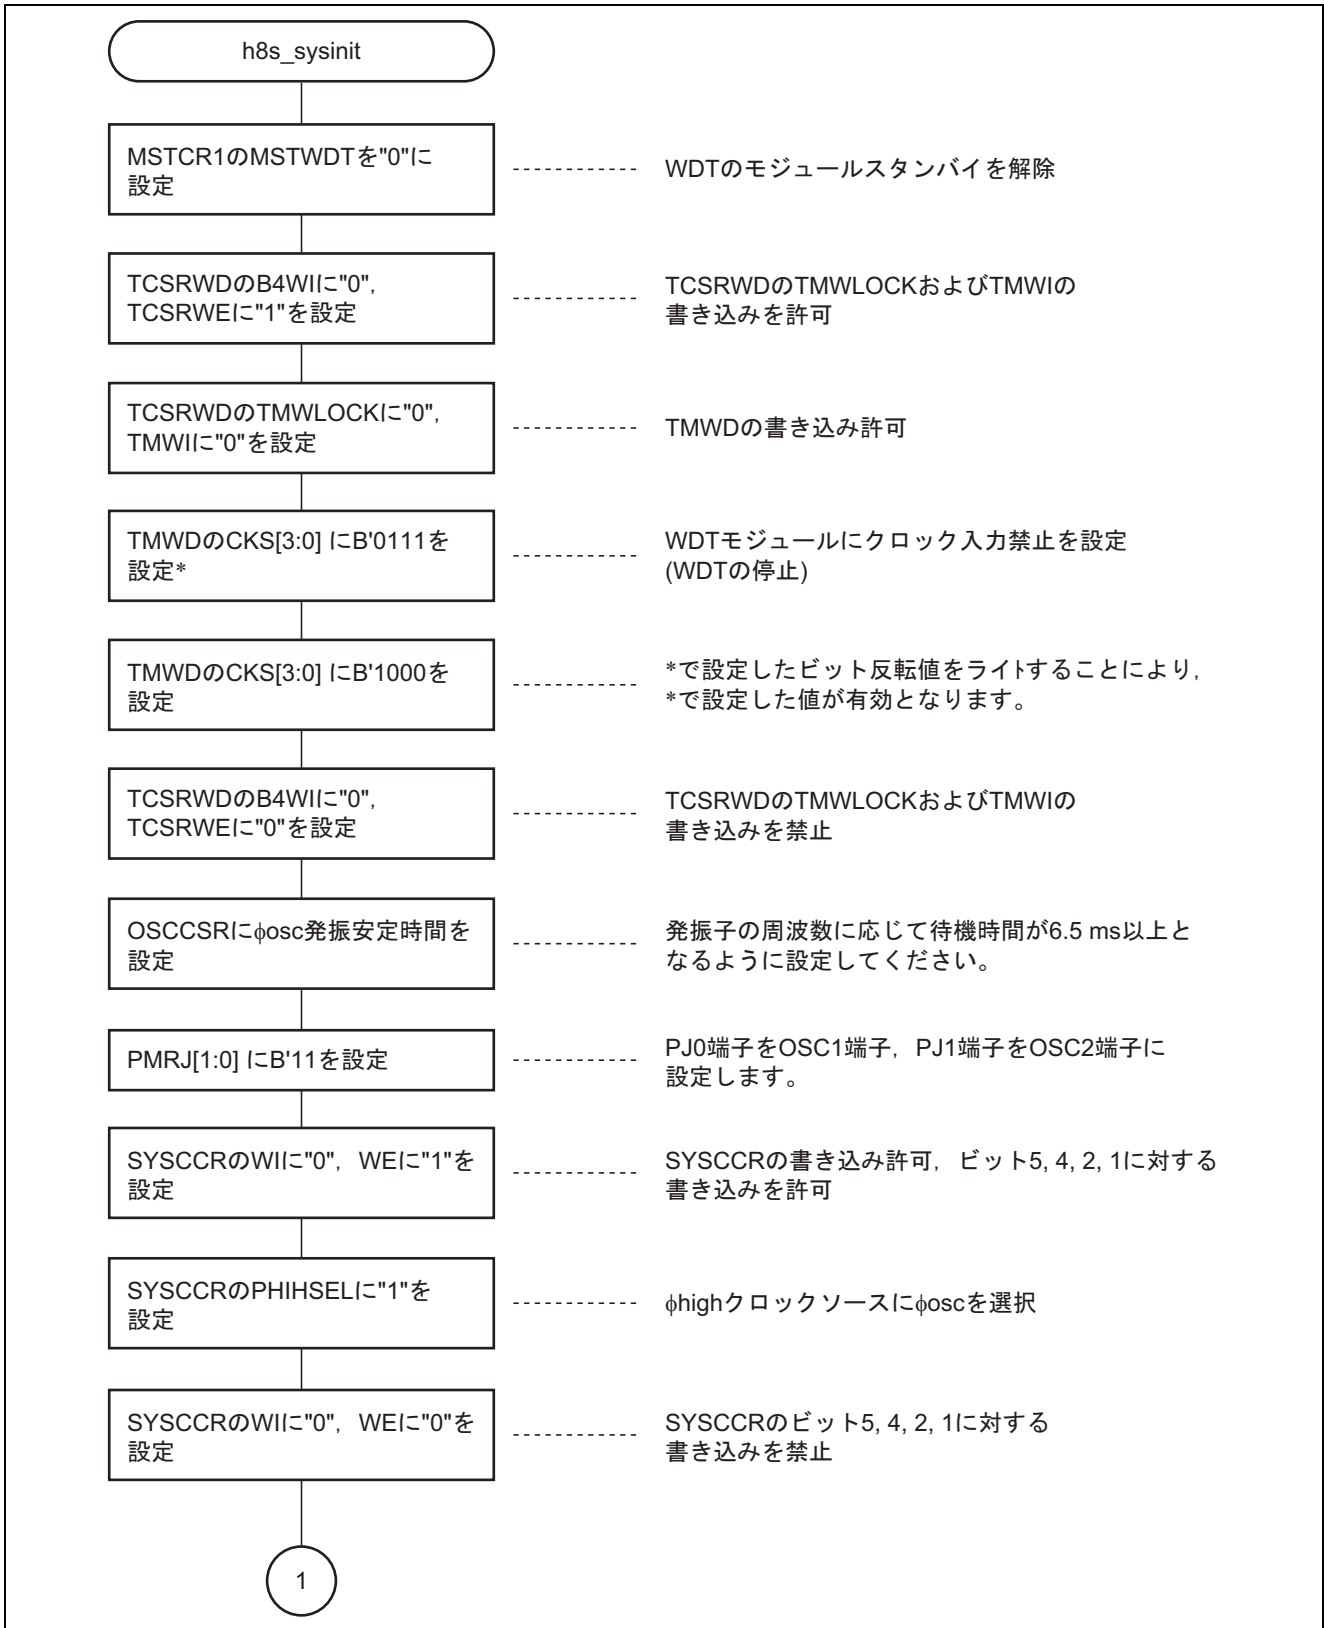 h8s_sysinit
MSTCR1のMSTWDTを"0"に
設定
WDTのモジュールスタンバイを解除
TCSRWDのB4WIに"0",
TCSRWEに"1"を設定
TCSRWDのTMWLOCKおよびTMWIの
書き込みを許可
TCSRWDのTMWLOCKに"0",
TMWIに"0"を設定
TMWDの書き込み許可
TMWDのCKS[3:0] にB'0111を
設定*
WDTモジュールにクロック入力禁止を設定
(WDTの停止)
TMWDのCKS[3:0] にB'1000を
設定
*で設定したビット反転値をライトすることにより,
*で設定した値が有効となります。
TCSRWDのB4WIに"0",
TCSRWEに"0"を設定
TCSRWDのTMWLOCKおよびTMWIの
書き込みを禁止
OSCCSRにφosc発振安定時間を
設定
発振子の周波数に応じて待機時間が6.5 ms以上と
なるように設定してください。
PMRJ[1:0] にB'11を設定
PJ0端子をOSC1端子, PJ1端子をOSC2端子に
設定します。
SYSCCRのWIに"0", WEに"1"を
設定
SYSCCRの書き込み許可, ビット5, 4, 2, 1に対する
書き込みを許可
SYSCCRのPHIHSELに"1"を
設定
φhighクロックソースにφoscを選択
SYSCCRのWIに"0", WEに"0"を
設定
SYSCCRのビット5, 4, 2, 1に対する
書き込みを禁止
1